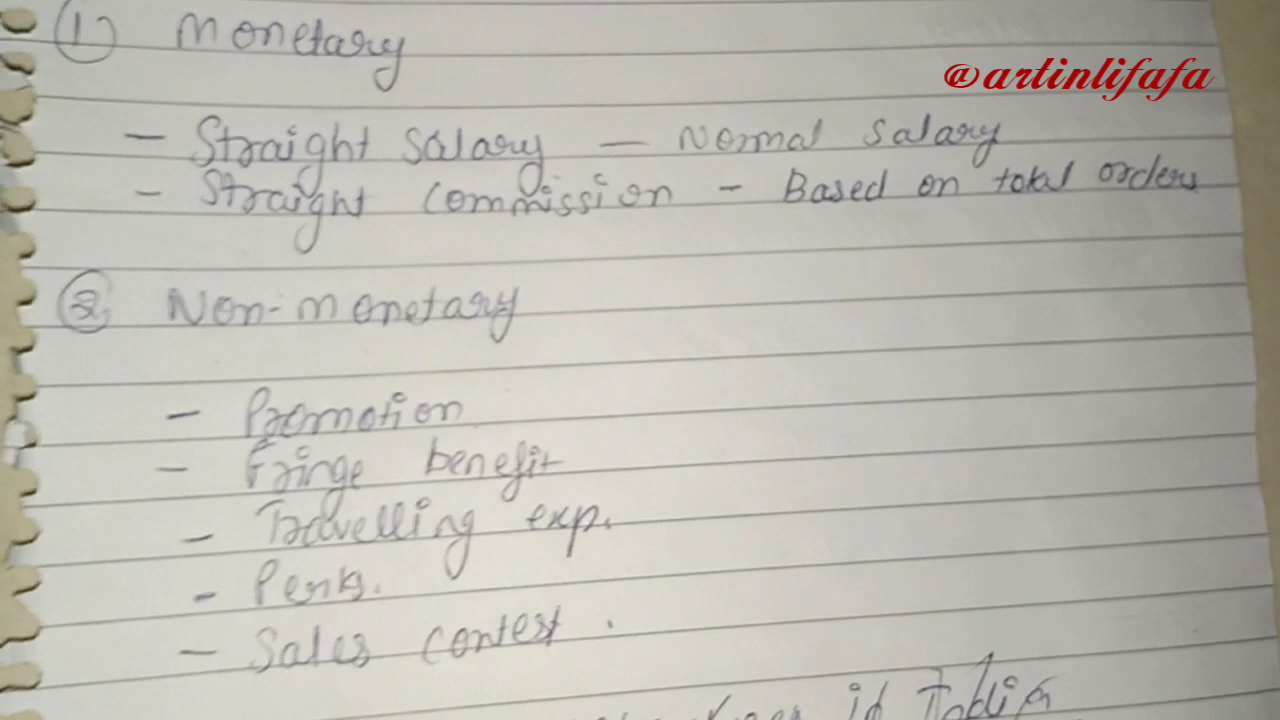 ① Monetary
@artinlifafa
– Straight Salary – Normal Salary
– Straight Commission – Based on total orders
② Non-monetary
– Promotion
– Fringe benefit
– Travelling exp.
– Perks.
– Sales contest.